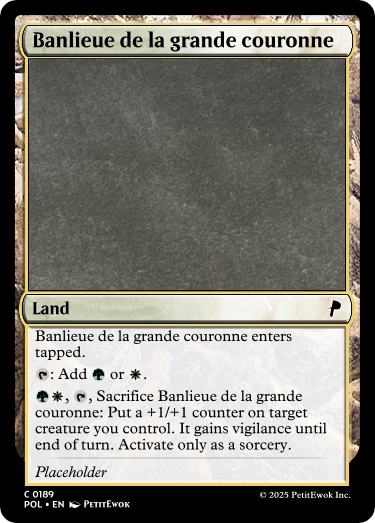 Banlieue de la grande couronne
Land
Banlieue de la grande couronne enters
tapped.
: Add or .
, , Sacrifice Banlieue de la grande
couronne: Put a +1/+1 counter on target
creature you control. It gains vigilance until
end of turn. Activate only as a sorcery.
Placeholder
C 0189
POL • EN PETITEWOK
© 2025 PetitEwok Inc.